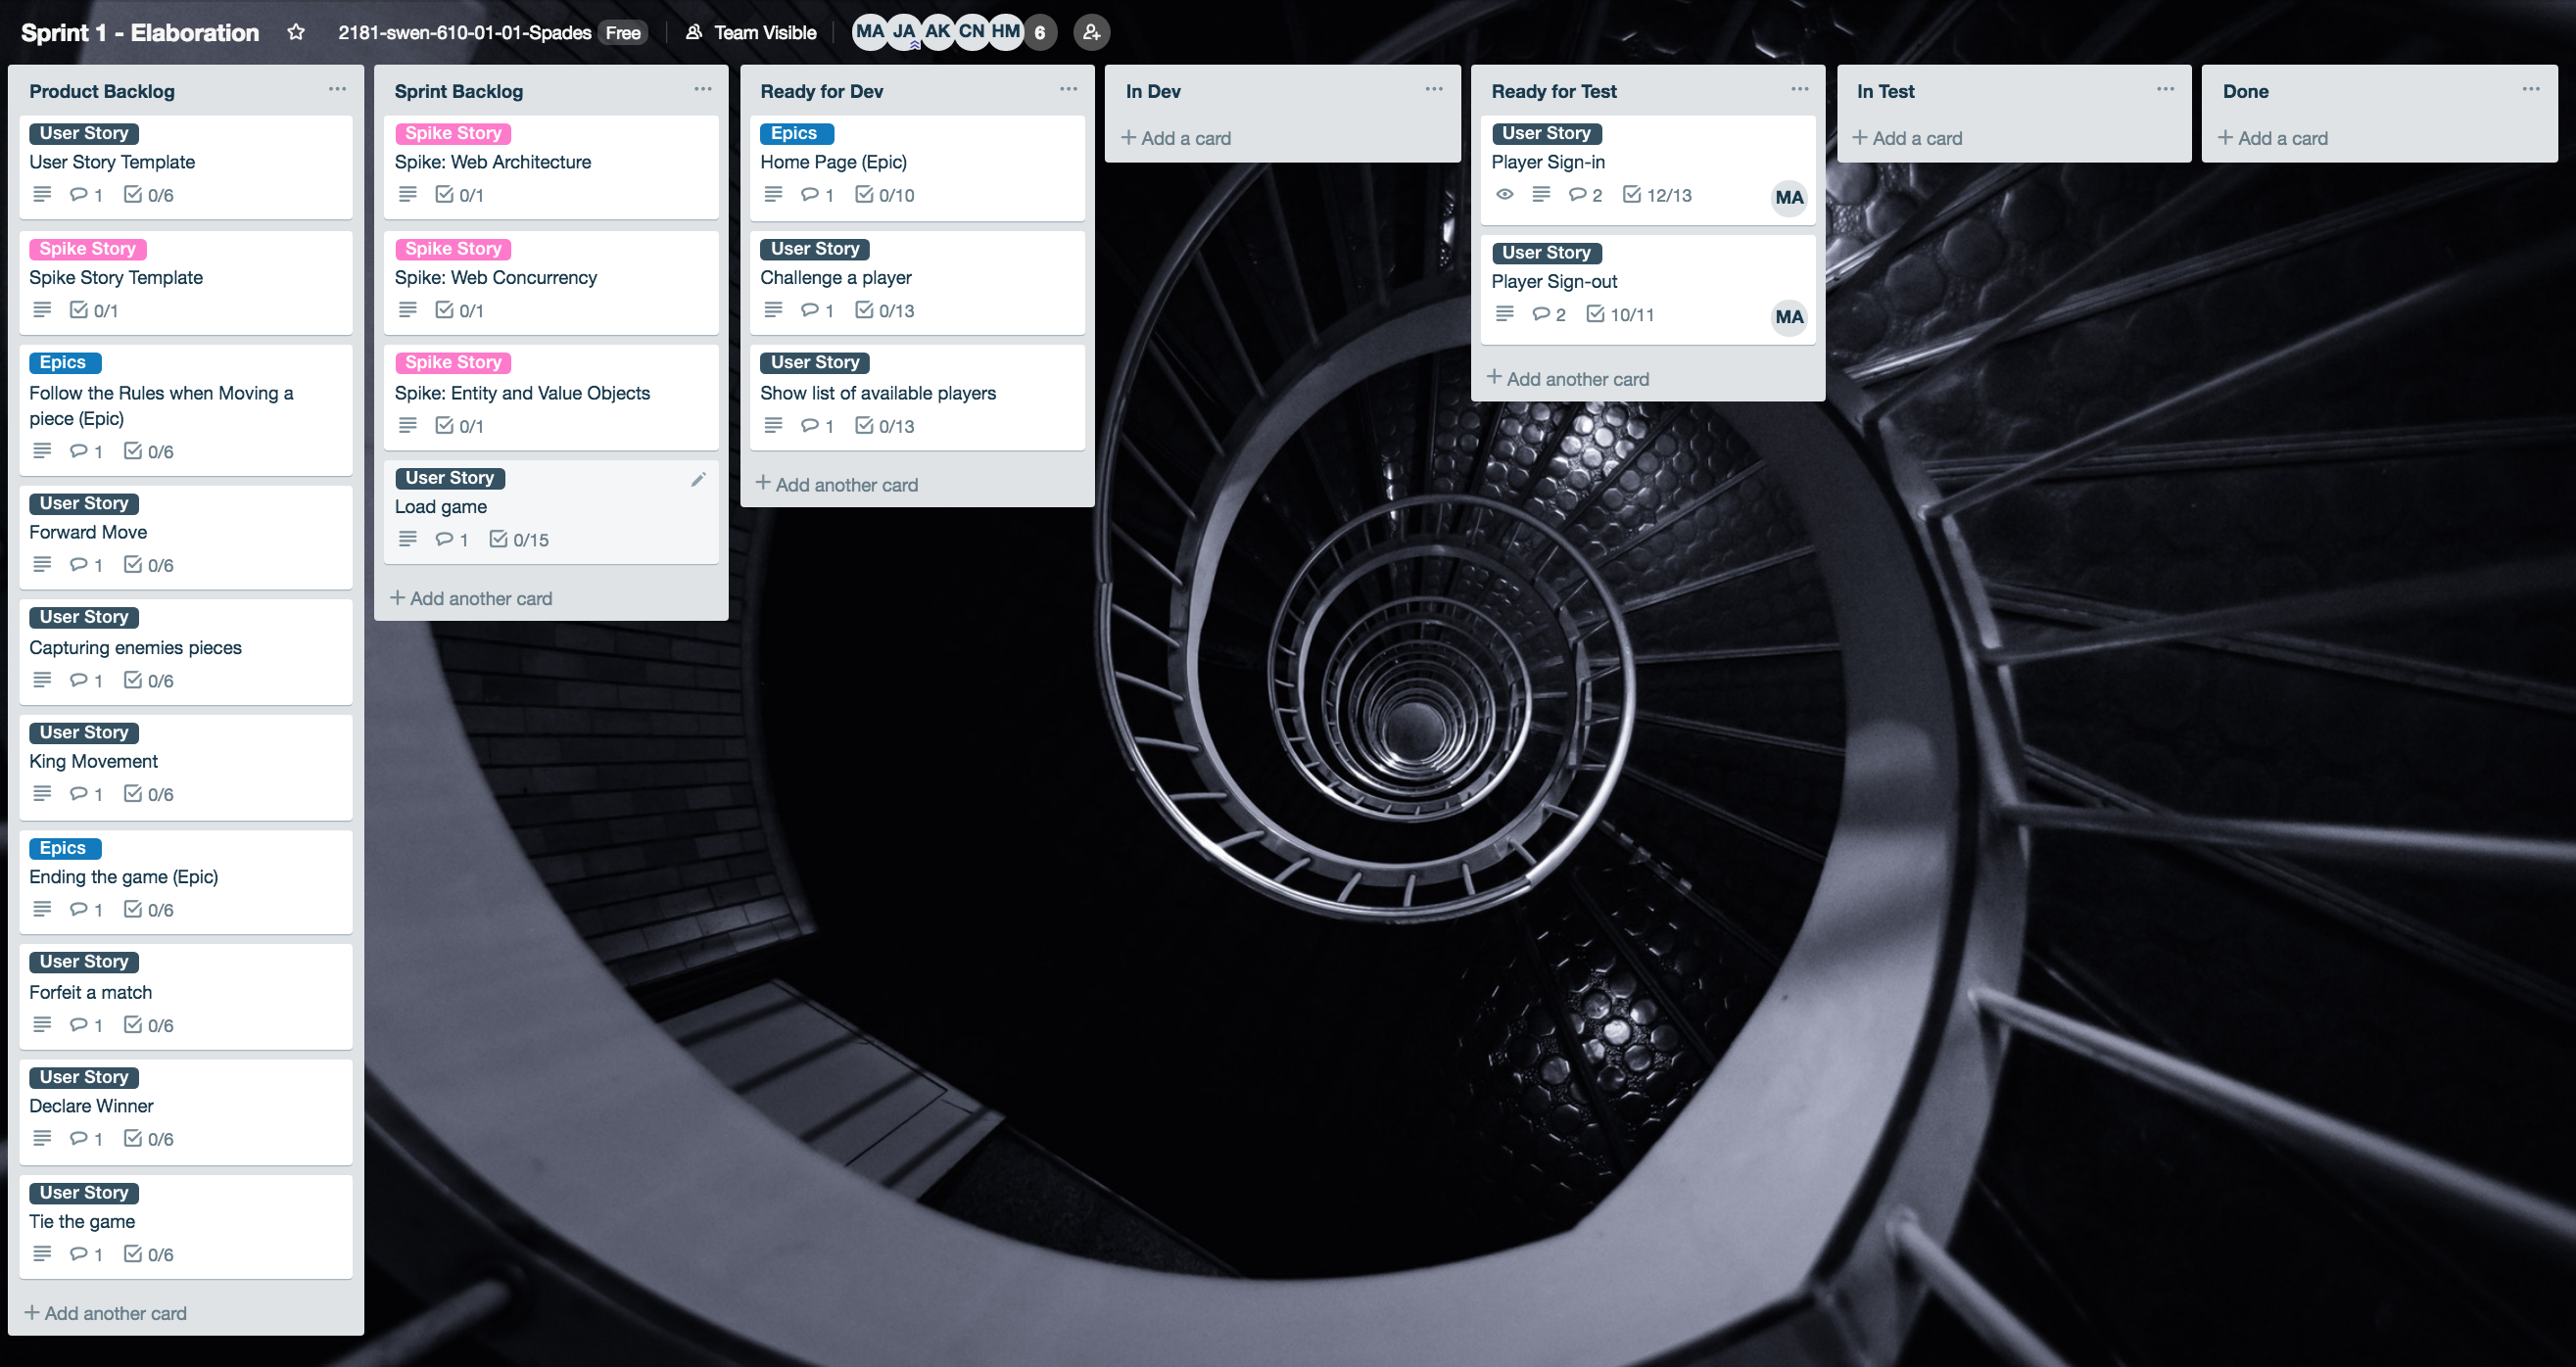 Sprint 1 - Elaboration
2181-swen-610-01-01-Spades Free
Team Visible
MA JA AK CN HM 6
Product Backlog
User Story
User Story Template
1 0/6
Spike Story
Spike Story Template
0/1
Epics
Follow the Rules when Moving a
piece (Epic)
1 0/6
User Story
Forward Move
1 0/6
User Story
Capturing enemies pieces
1 0/6
User Story
King Movement
1 0/6
Epics
Ending the game (Epic)
1 0/6
User Story
Forfeit a match
1 0/6
User Story
Declare Winner
1 0/6
User Story
Tie the game
1 0/6
+ Add another card
Sprint Backlog
Spike Story
Spike: Web Architecture
0/1
Spike Story
Spike: Web Concurrency
0/1
Spike Story
Spike: Entity and Value Objects
0/1
User Story
Load game
1 0/15
+ Add another card
Ready for Dev
Epics
Home Page (Epic)
1 0/10
User Story
Challenge a player
1 0/13
User Story
Show list of available players
1 0/13
+ Add another card
In Dev
+ Add a card
Ready for Test
User Story
Player Sign-in
2 12/13
MA
User Story
Player Sign-out
2 10/11
MA
+ Add another card
In Test
+ Add a card
Done
+ Add a card